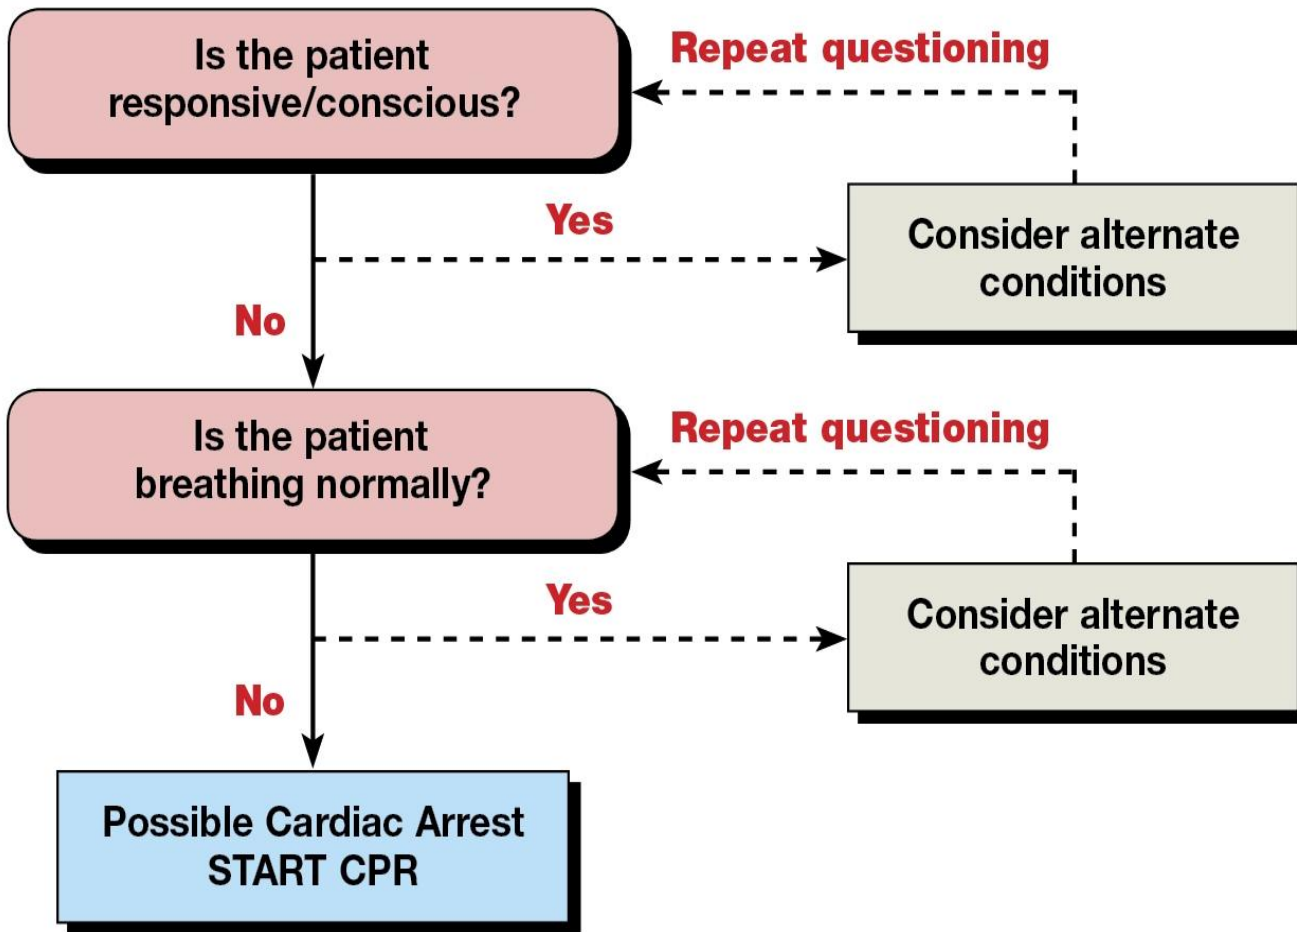 Is the patient
responsive/conscious?
Repeat questioning
Yes
Consider alternate
conditions
No
Is the patient
breathing normally?
Repeat questioning
Yes
Consider alternate
conditions
No
Possible Cardiac Arrest
START CPR